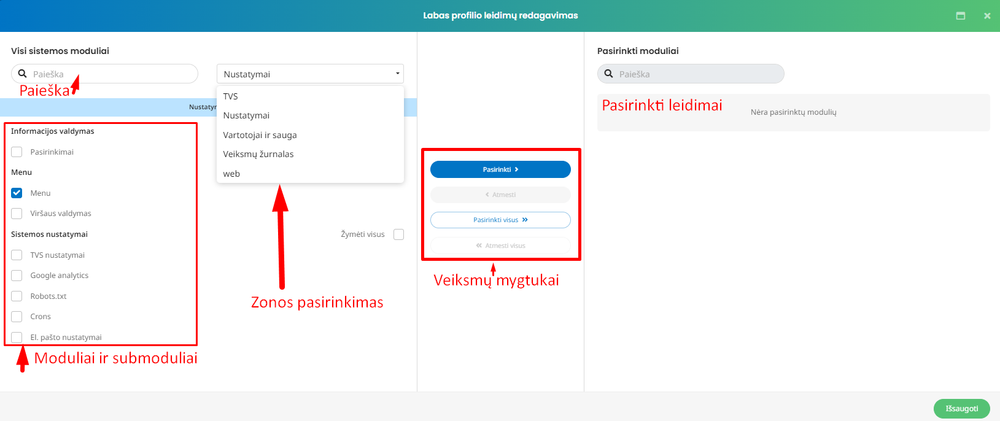 Labas profilio leidimų redagavimas
Visi sistemos moduliai
Paieška
Nustatymai
Paieška
TVS
Nustatymai
Vartotojai ir sauga
Veiksmų žurnalas
web
Informacijos valdymas
Pasirinkimai
Menu
Menu
Viršaus valdymas
Sistemos nustatymai
Žymėti visus
TVS nustatymai
Google analytics
Robots.txt
Crons
El. pašto nustatymai
Zonos pasirinkimas
Moduliai ir submoduliai
Pasirinkti
Atmesti
Pasirinkti visus
Atmesti visus
Veiksmų mygtukai
Pasirinkti moduliai
Paieška
Pasirinkti leidimai
Nėra pasirinktų modulių
Išsaugoti